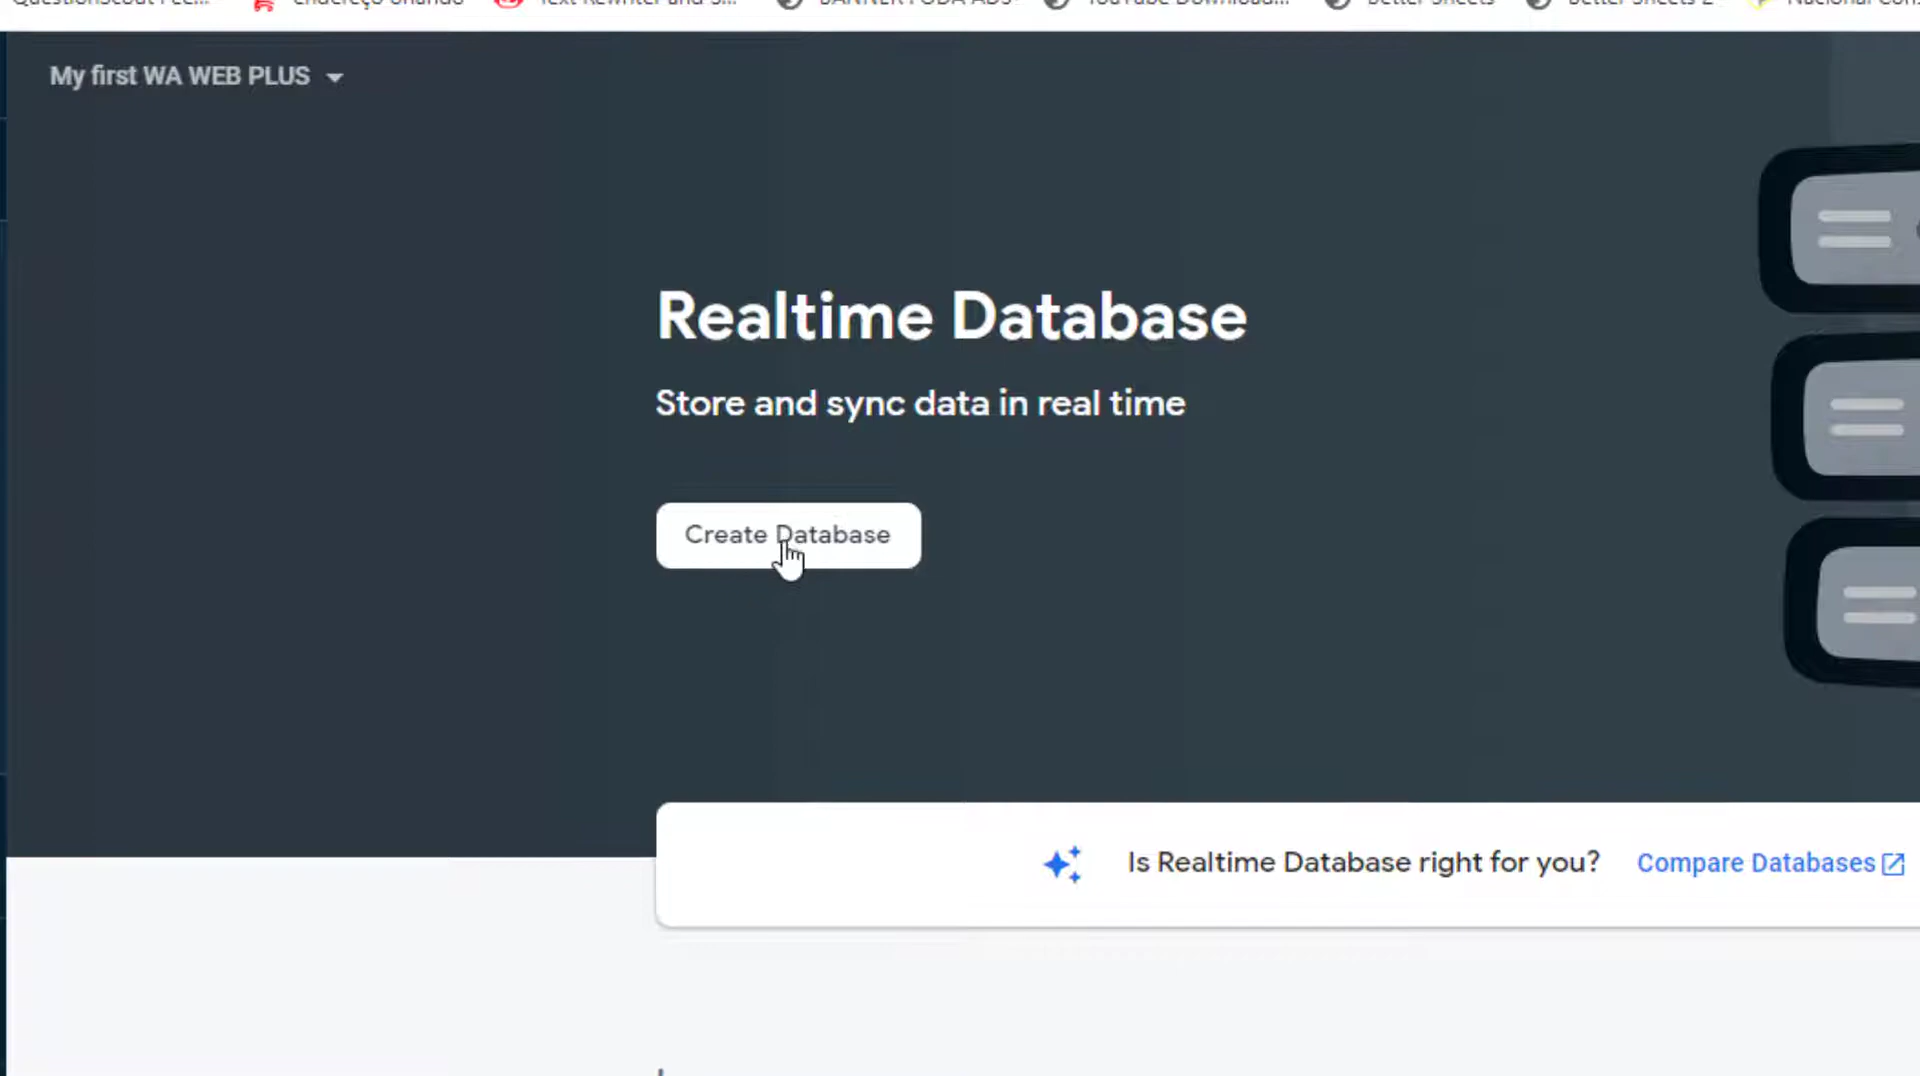 endereço
My first WA WEB PLUS
Realtime Database
Store and sync data in real time
Create Database
Is Realtime Database right for you? Compare Databases